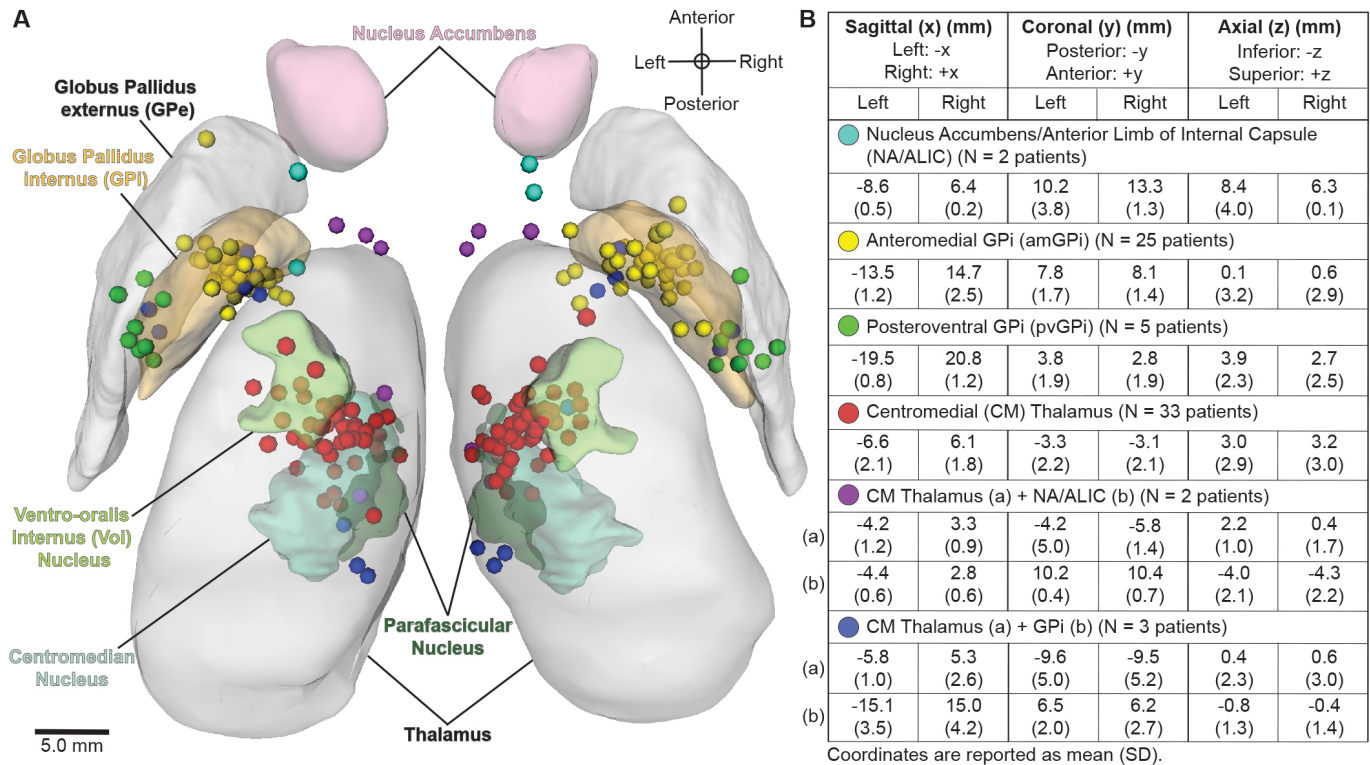 A
Nucleus Accumbens
Anterior
Left
Right
Posterior
Globus Pallidus
externus (GPe)
Globus Pallidus
internus (GPi)
Ventro-oralis
Internus (Voi)
Nucleus
Parafascicular
Nucleus
Centromedian
Nucleus
Thalamus
5.0 mm
B
Sagittal (x) (mm) Coronal (y) (mm) Axial (z) (mm)
Left: -x Posterior: -y Inferior: -z
Right: +x Anterior: +y Superior: +z
Left Right Left Right Left Right
Nucleus Accumbens/Anterior Limb of Internal Capsule
(NA/ALIC) (N = 2 patients)
-8.6 6.4 10.2 13.3 8.4 6.3
(0.5) (0.2) (3.8) (1.3) (4.0) (0.1)
Anteromedial GPi (amGPi) (N = 25 patients)
-13.5 14.7 7.8 8.1 0.1 0.6
(1.2) (2.5) (1.7) (1.4) (3.2) (2.9)
Posteroventral GPi (pvGPi) (N = 5 patients)
-19.5 20.8 3.8 2.8 3.9 2.7
(0.8) (1.2) (1.9) (1.9) (2.3) (2.5)
Centromedial (CM) Thalamus (N = 33 patients)
-6.6 6.1 -3.3 -3.1 3.0 3.2
(2.1) (1.8) (2.2) (2.1) (2.9) (3.0)
CM Thalamus (a) + NA/ALIC (b) (N = 2 patients)
(a) -4.2 3.3 -4.2 -5.8 2.2 0.4
(1.2) (0.9) (5.0) (1.4) (1.0) (1.7)
(b) -4.4 2.8 10.2 10.4 -4.0 -4.3
(0.6) (0.6) (0.4) (0.7) (2.1) (2.2)
CM Thalamus (a) + GPi (b) (N = 3 patients)
(a) -5.8 5.3 -9.6 -9.5 0.4 0.6
(1.0) (2.6) (5.0) (5.2) (2.3) (3.0)
(b) -15.1 15.0 6.5 6.2 -0.8 -0.4
(3.5) (4.2) (2.0) (2.7) (1.3) (1.4)
Coordinates are reported as mean (SD).